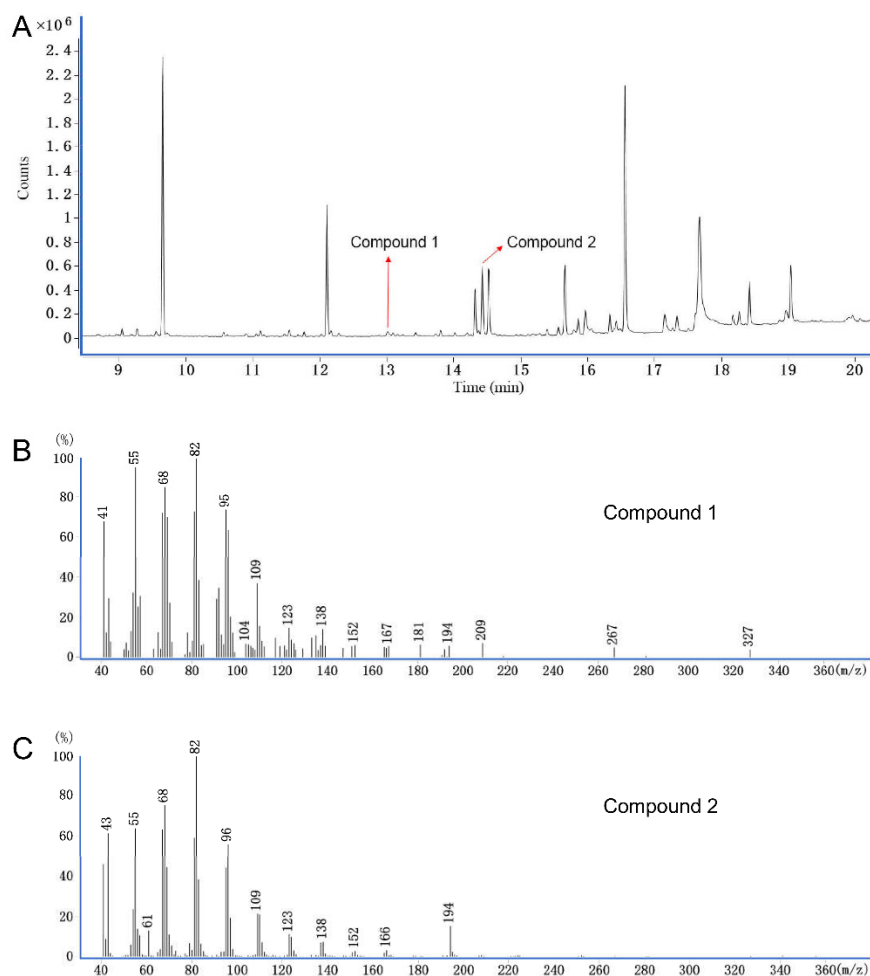 A
×10⁶
2.4
2.2
2
1.8
1.6
1.4
1.2
1
0.8
0.6
0.4
0.2
0
Counts
Compound 1
Compound 2
9 10 11 12 13 14 15 16 17 18 19 20
Time (min)
B
(%)
100
80
60
40
20
0
41 55 68 82 95 104 109 123 138 152 167 181 194 209 267 327
Compound 1
40 60 80 100 120 140 160 180 200 220 240 260 280 300 320 340 360(m/z)
C
(%)
100
80
60
40
20
0
43 55 61 68 82 96 109 123 138 152 166 194
Compound 2
40 60 80 100 120 140 160 180 200 220 240 260 280 300 320 340 360(m/z)